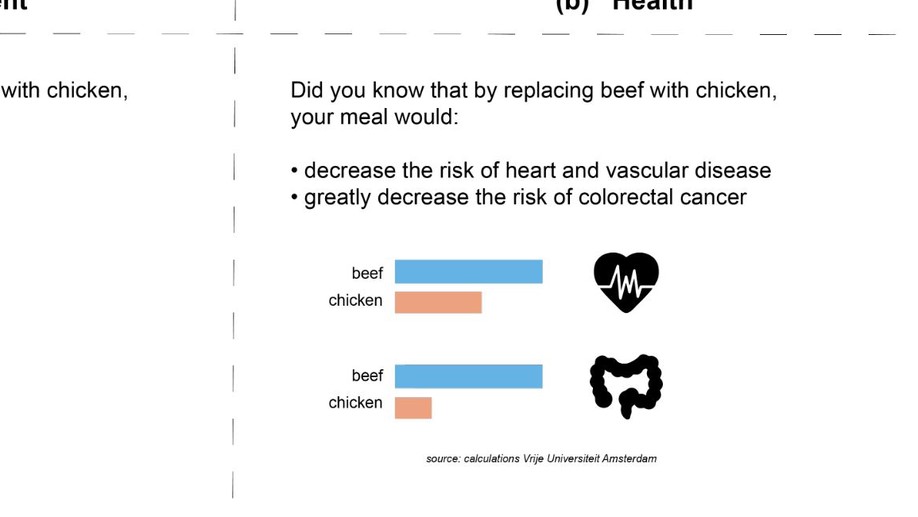 (b) Health
with chicken,
Did you know that by replacing beef with chicken,
your meal would:
• decrease the risk of heart and vascular disease
• greatly decrease the risk of colorectal cancer
beef
chicken
beef
chicken
source: calculations Vrije Universiteit Amsterdam